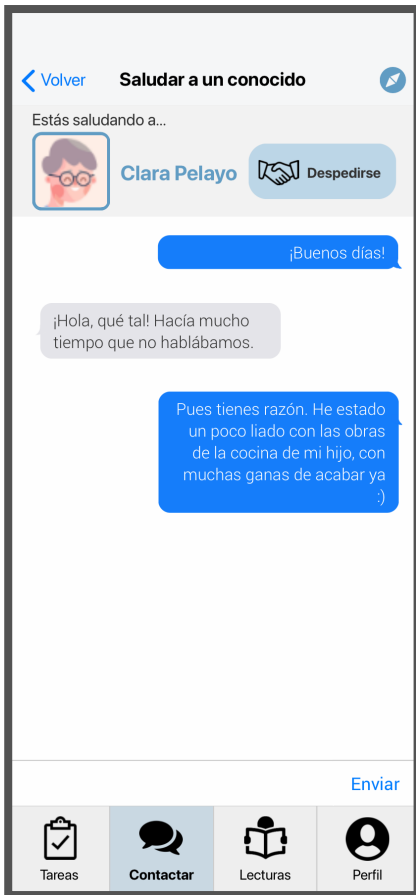 Volver
Saludar a un conocido
Estás saludando a...
Clara Pelayo
Despedirse
¡Buenos días!
¡Hola, qué tal! Hacía mucho
tiempo que no hablábamos.
Pues tienes razón. He estado
un poco liado con las obras
de la cocina de mi hijo, con
muchas ganas de acabar ya
:)
Enviar
Tareas
Contactar
Lecturas
Perfil